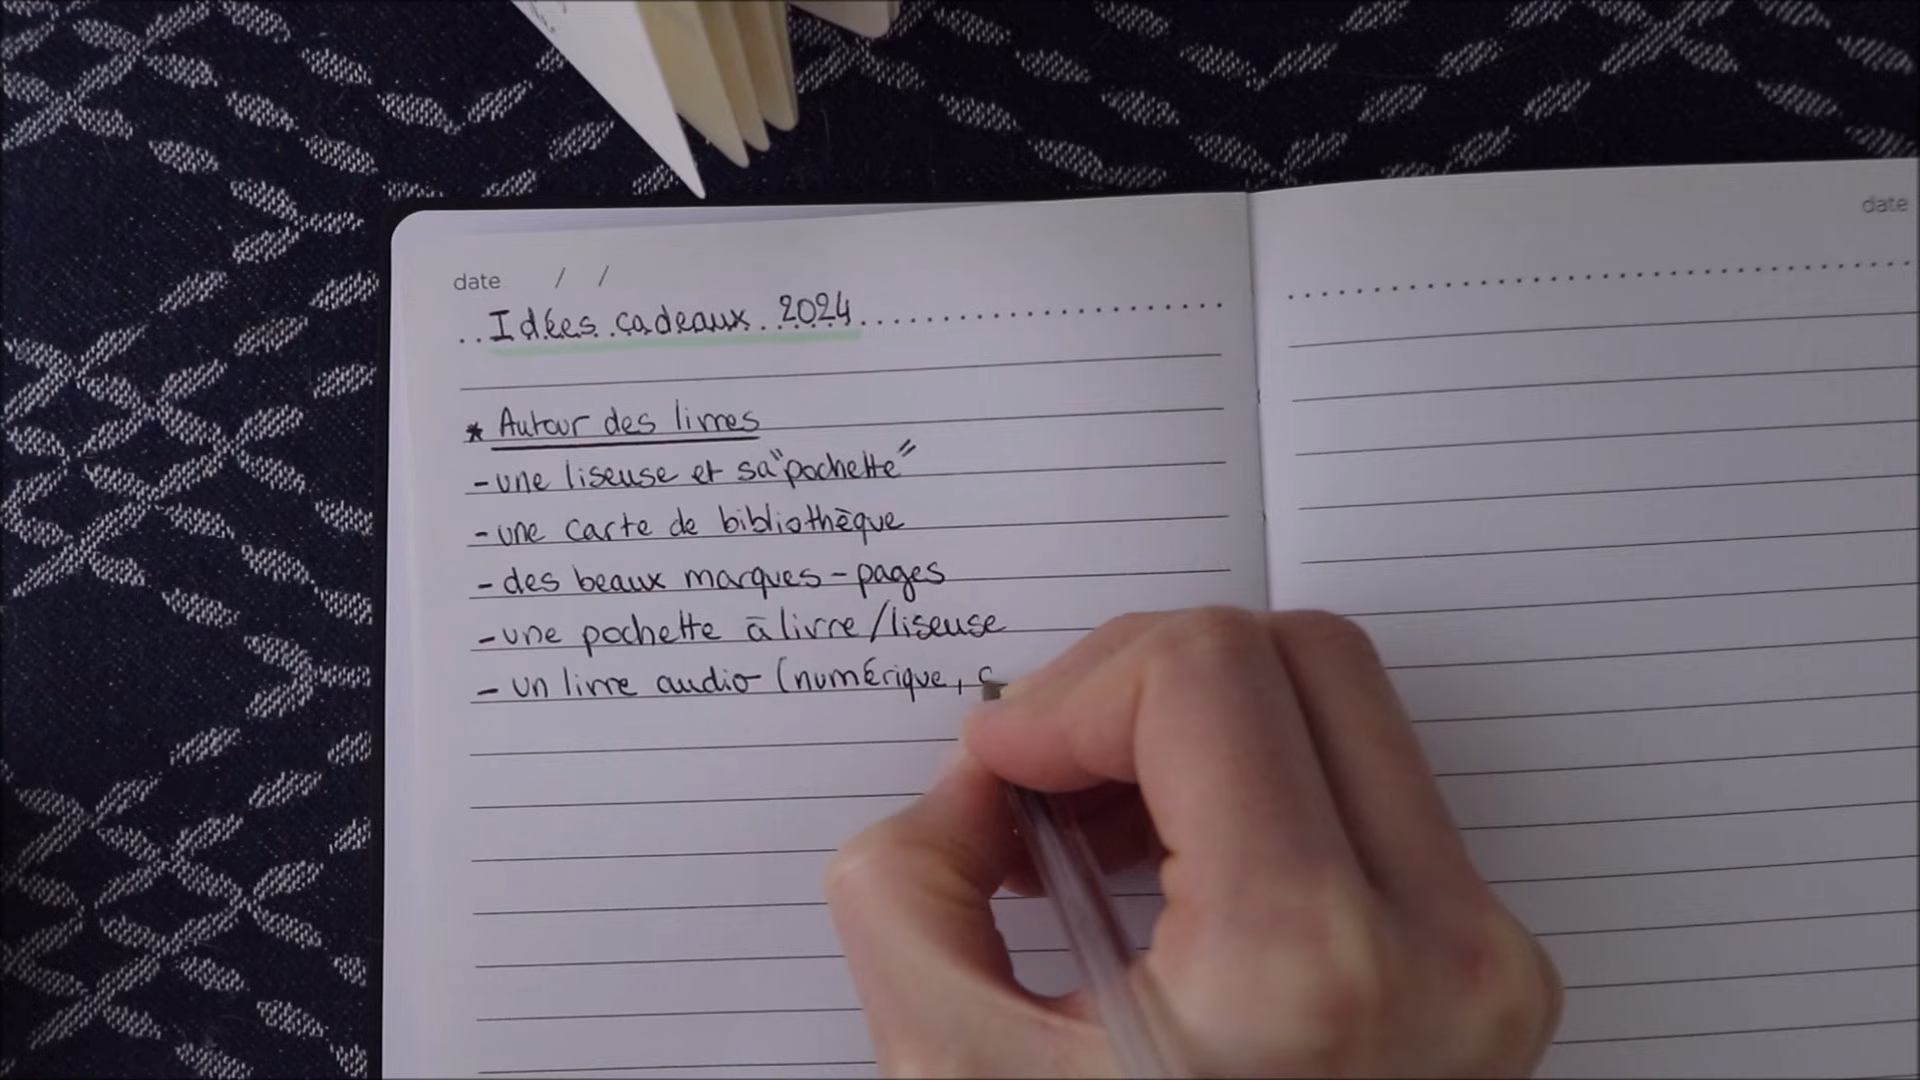 date / /
date
Idées cadeaux 2024
* Autour des livres
- une liseuse et sa "pochette"
- une carte de bibliothèque
- des beaux marques-pages
- une pochette à livre/liseuse
- un livre audio (numérique, c